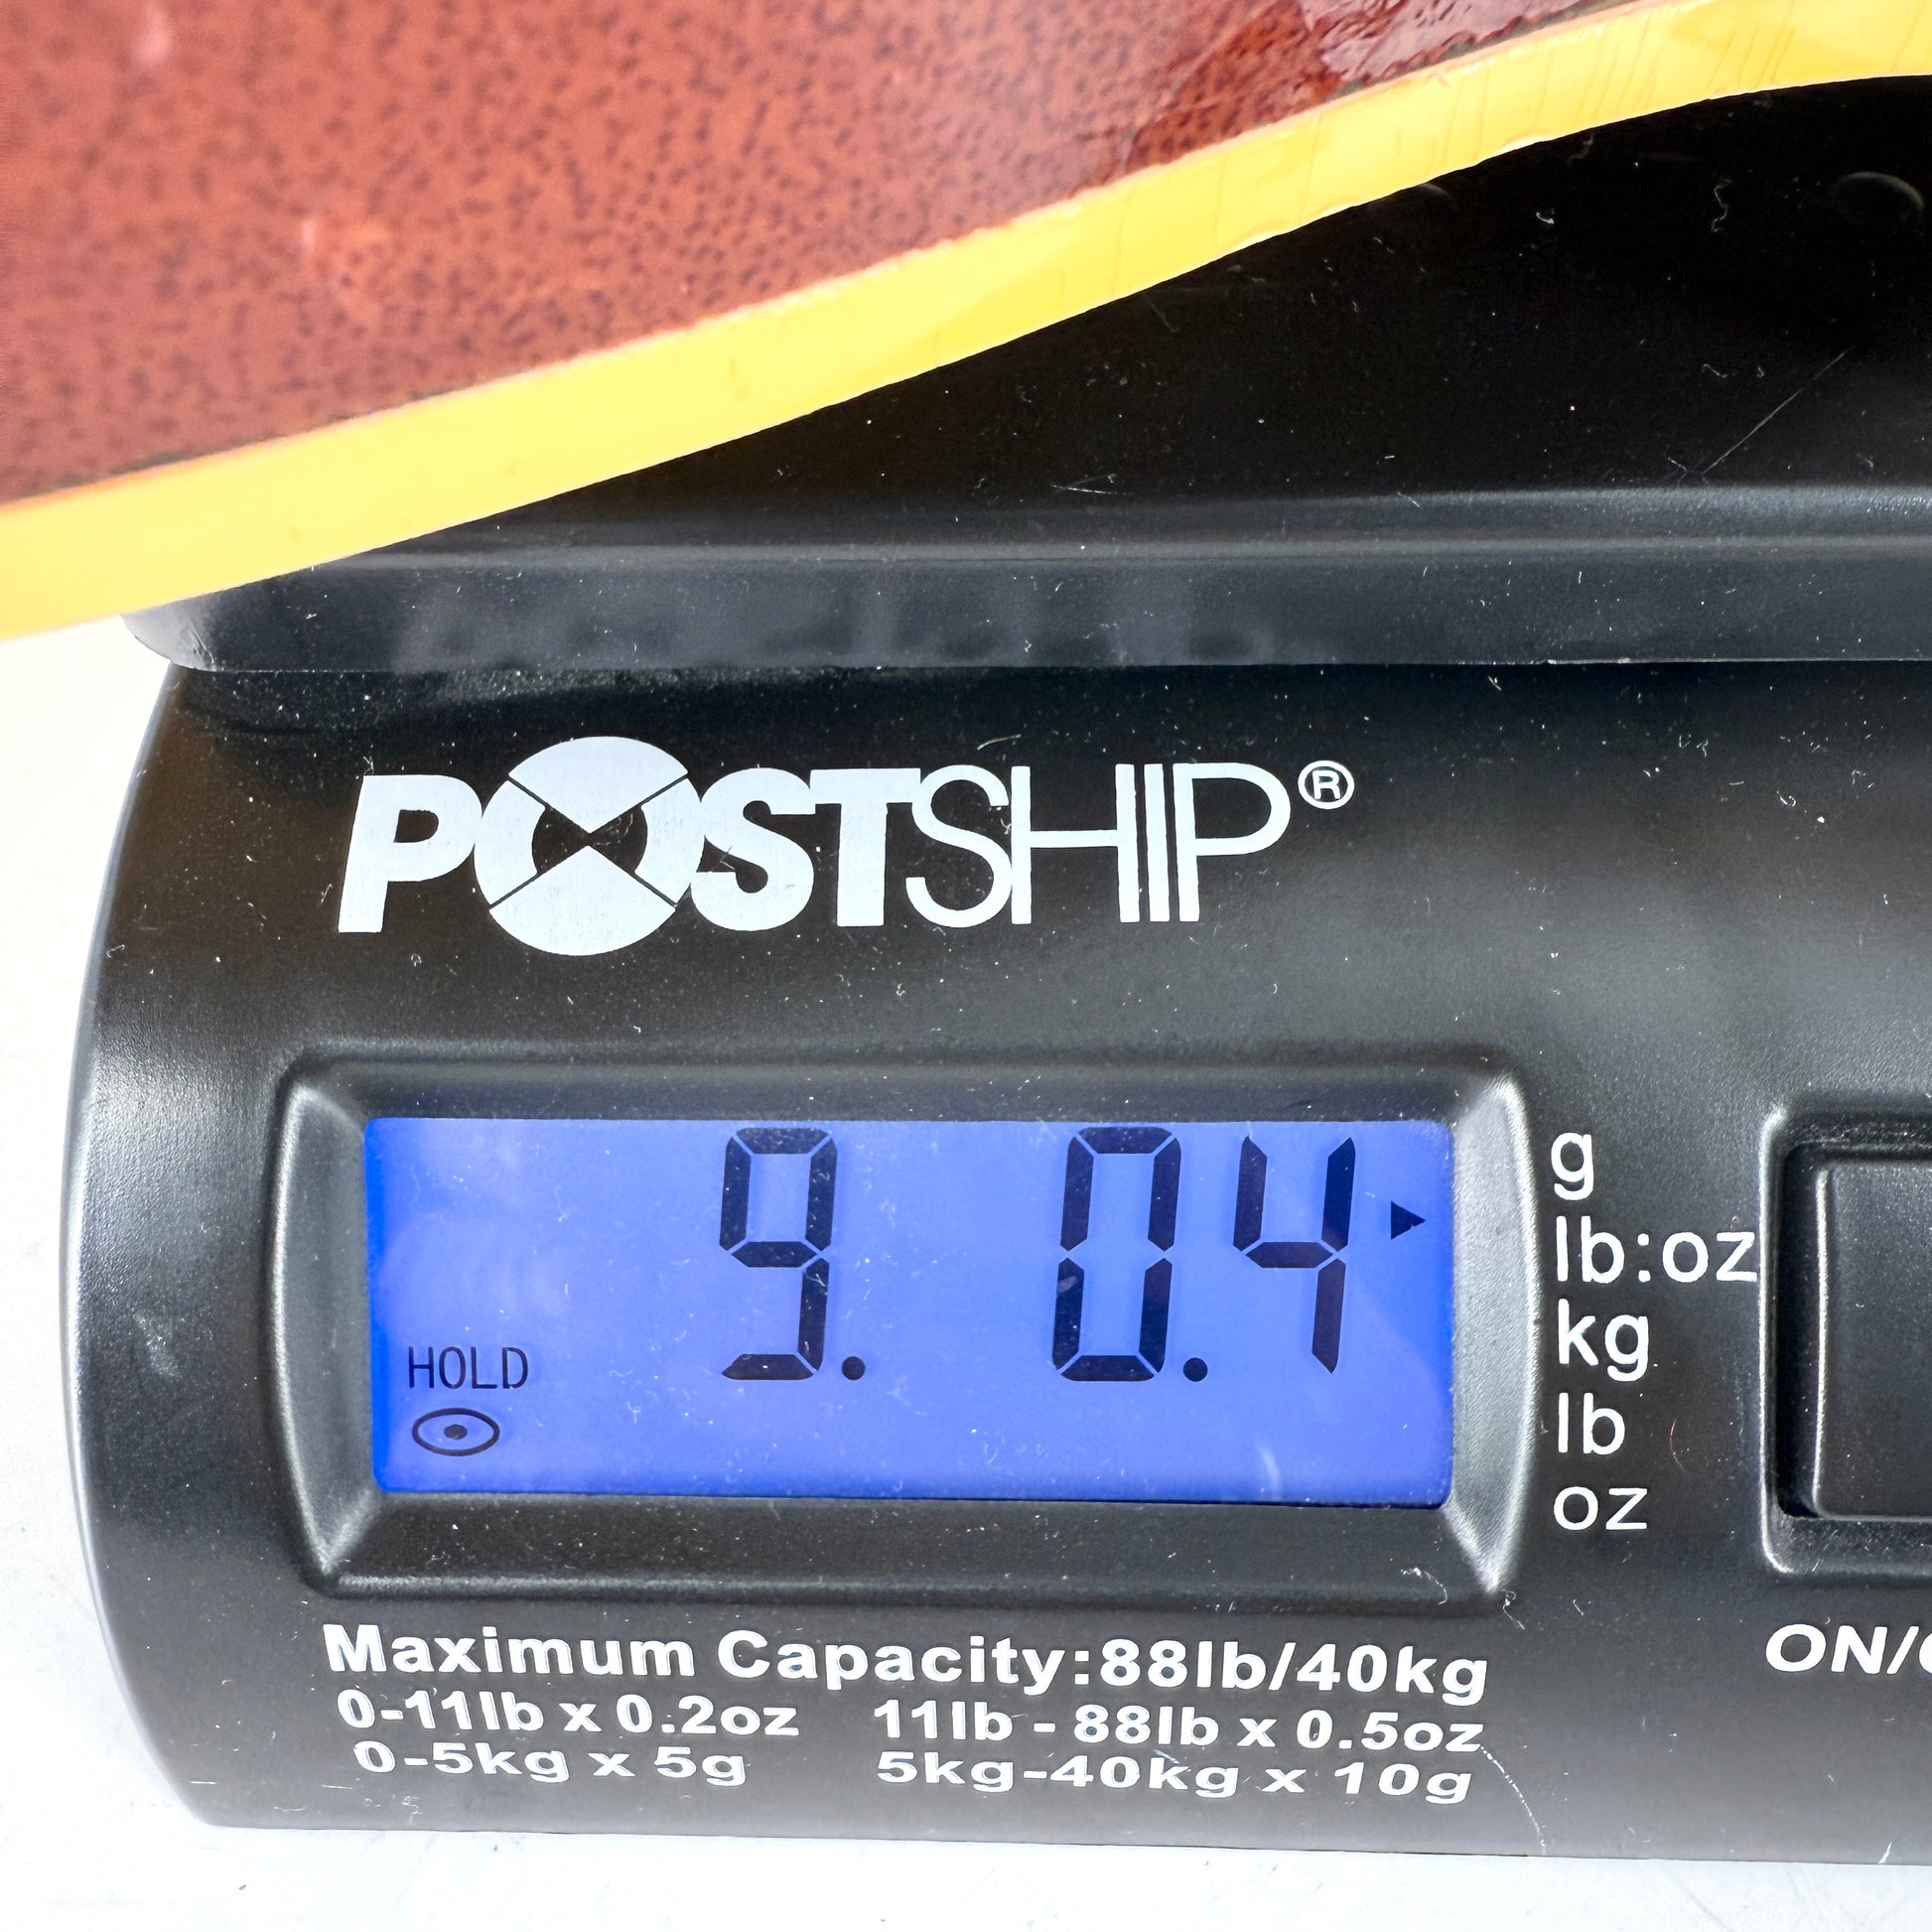 POSTSHIP®
9. 0.4
HOLD
g
lb:oz
kg
lb
oz
Maximum Capacity:88lb/40kg
0-11lb x 0.2oz 11lb - 88lb x 0.5oz
0-5kg x 5g 5kg-40kg x 10g
ON/